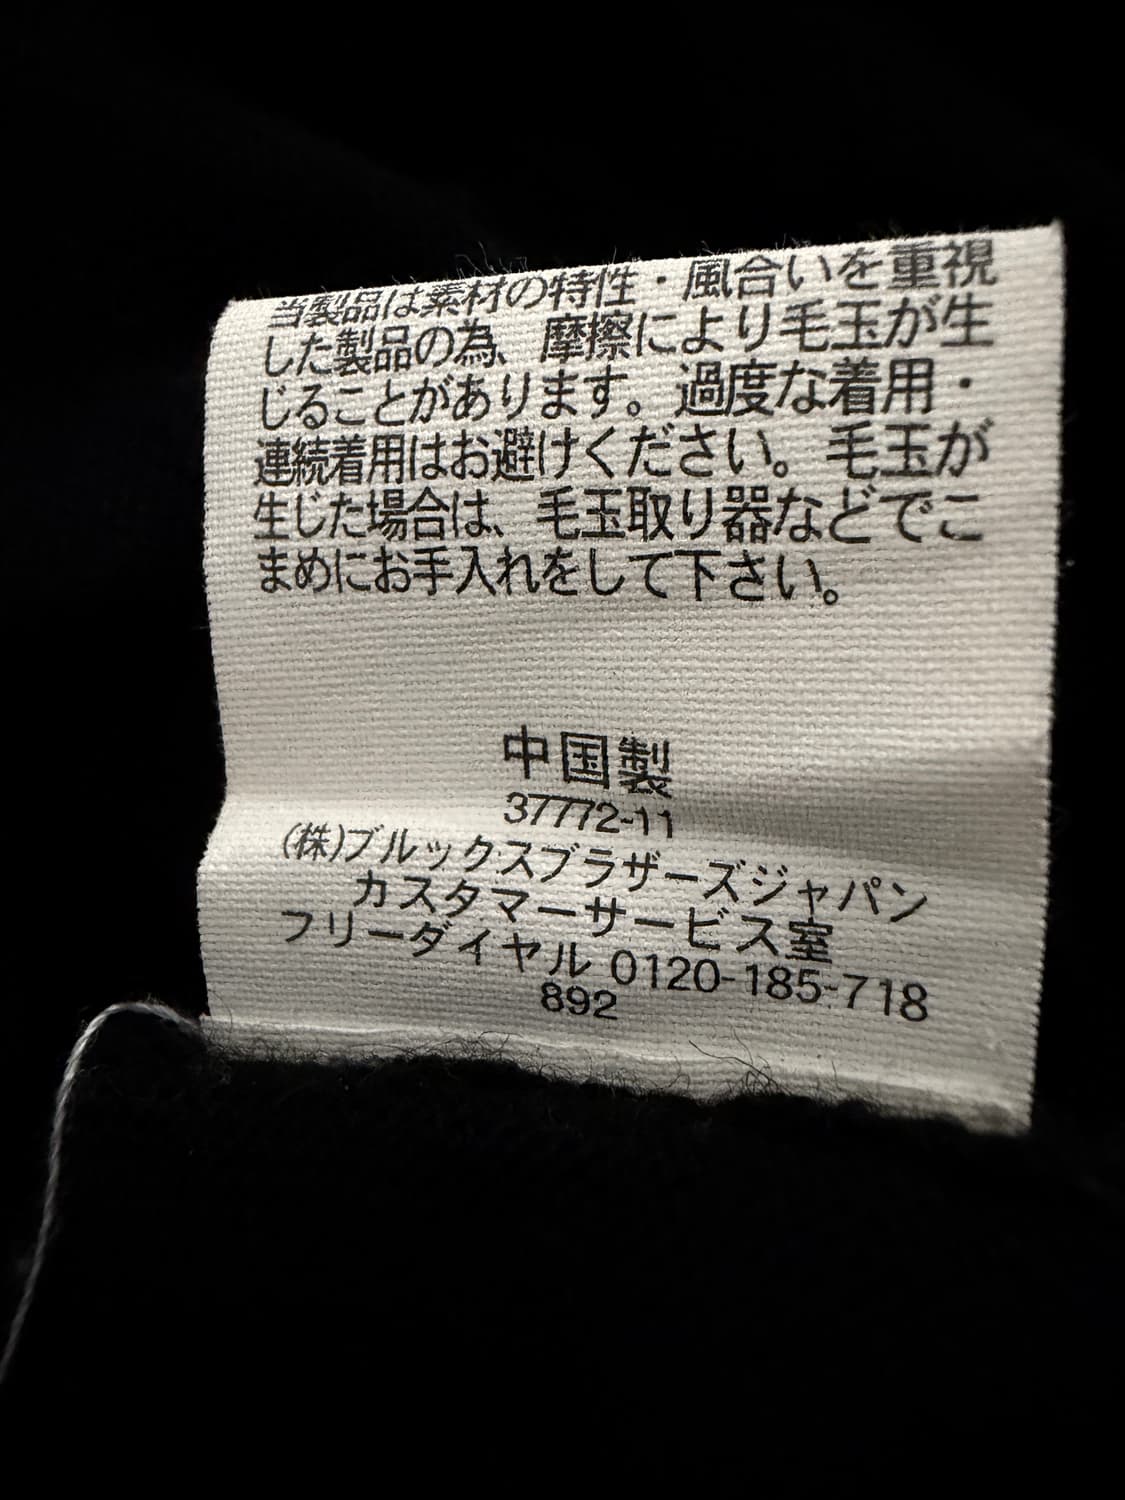 当製品は素材の特性・風合いを重視
した製品の為、摩擦により毛玉が生
じることがあります。過度な着用・
連続着用はお避けください。毛玉が
生じた場合は、毛玉取り器などでこ
まめにお手入れをして下さい。
中国製
37772-11
(株)ブルックスブラザーズジャパン
カスタマーサービス室
フリーダイヤル 0120-185-718
892